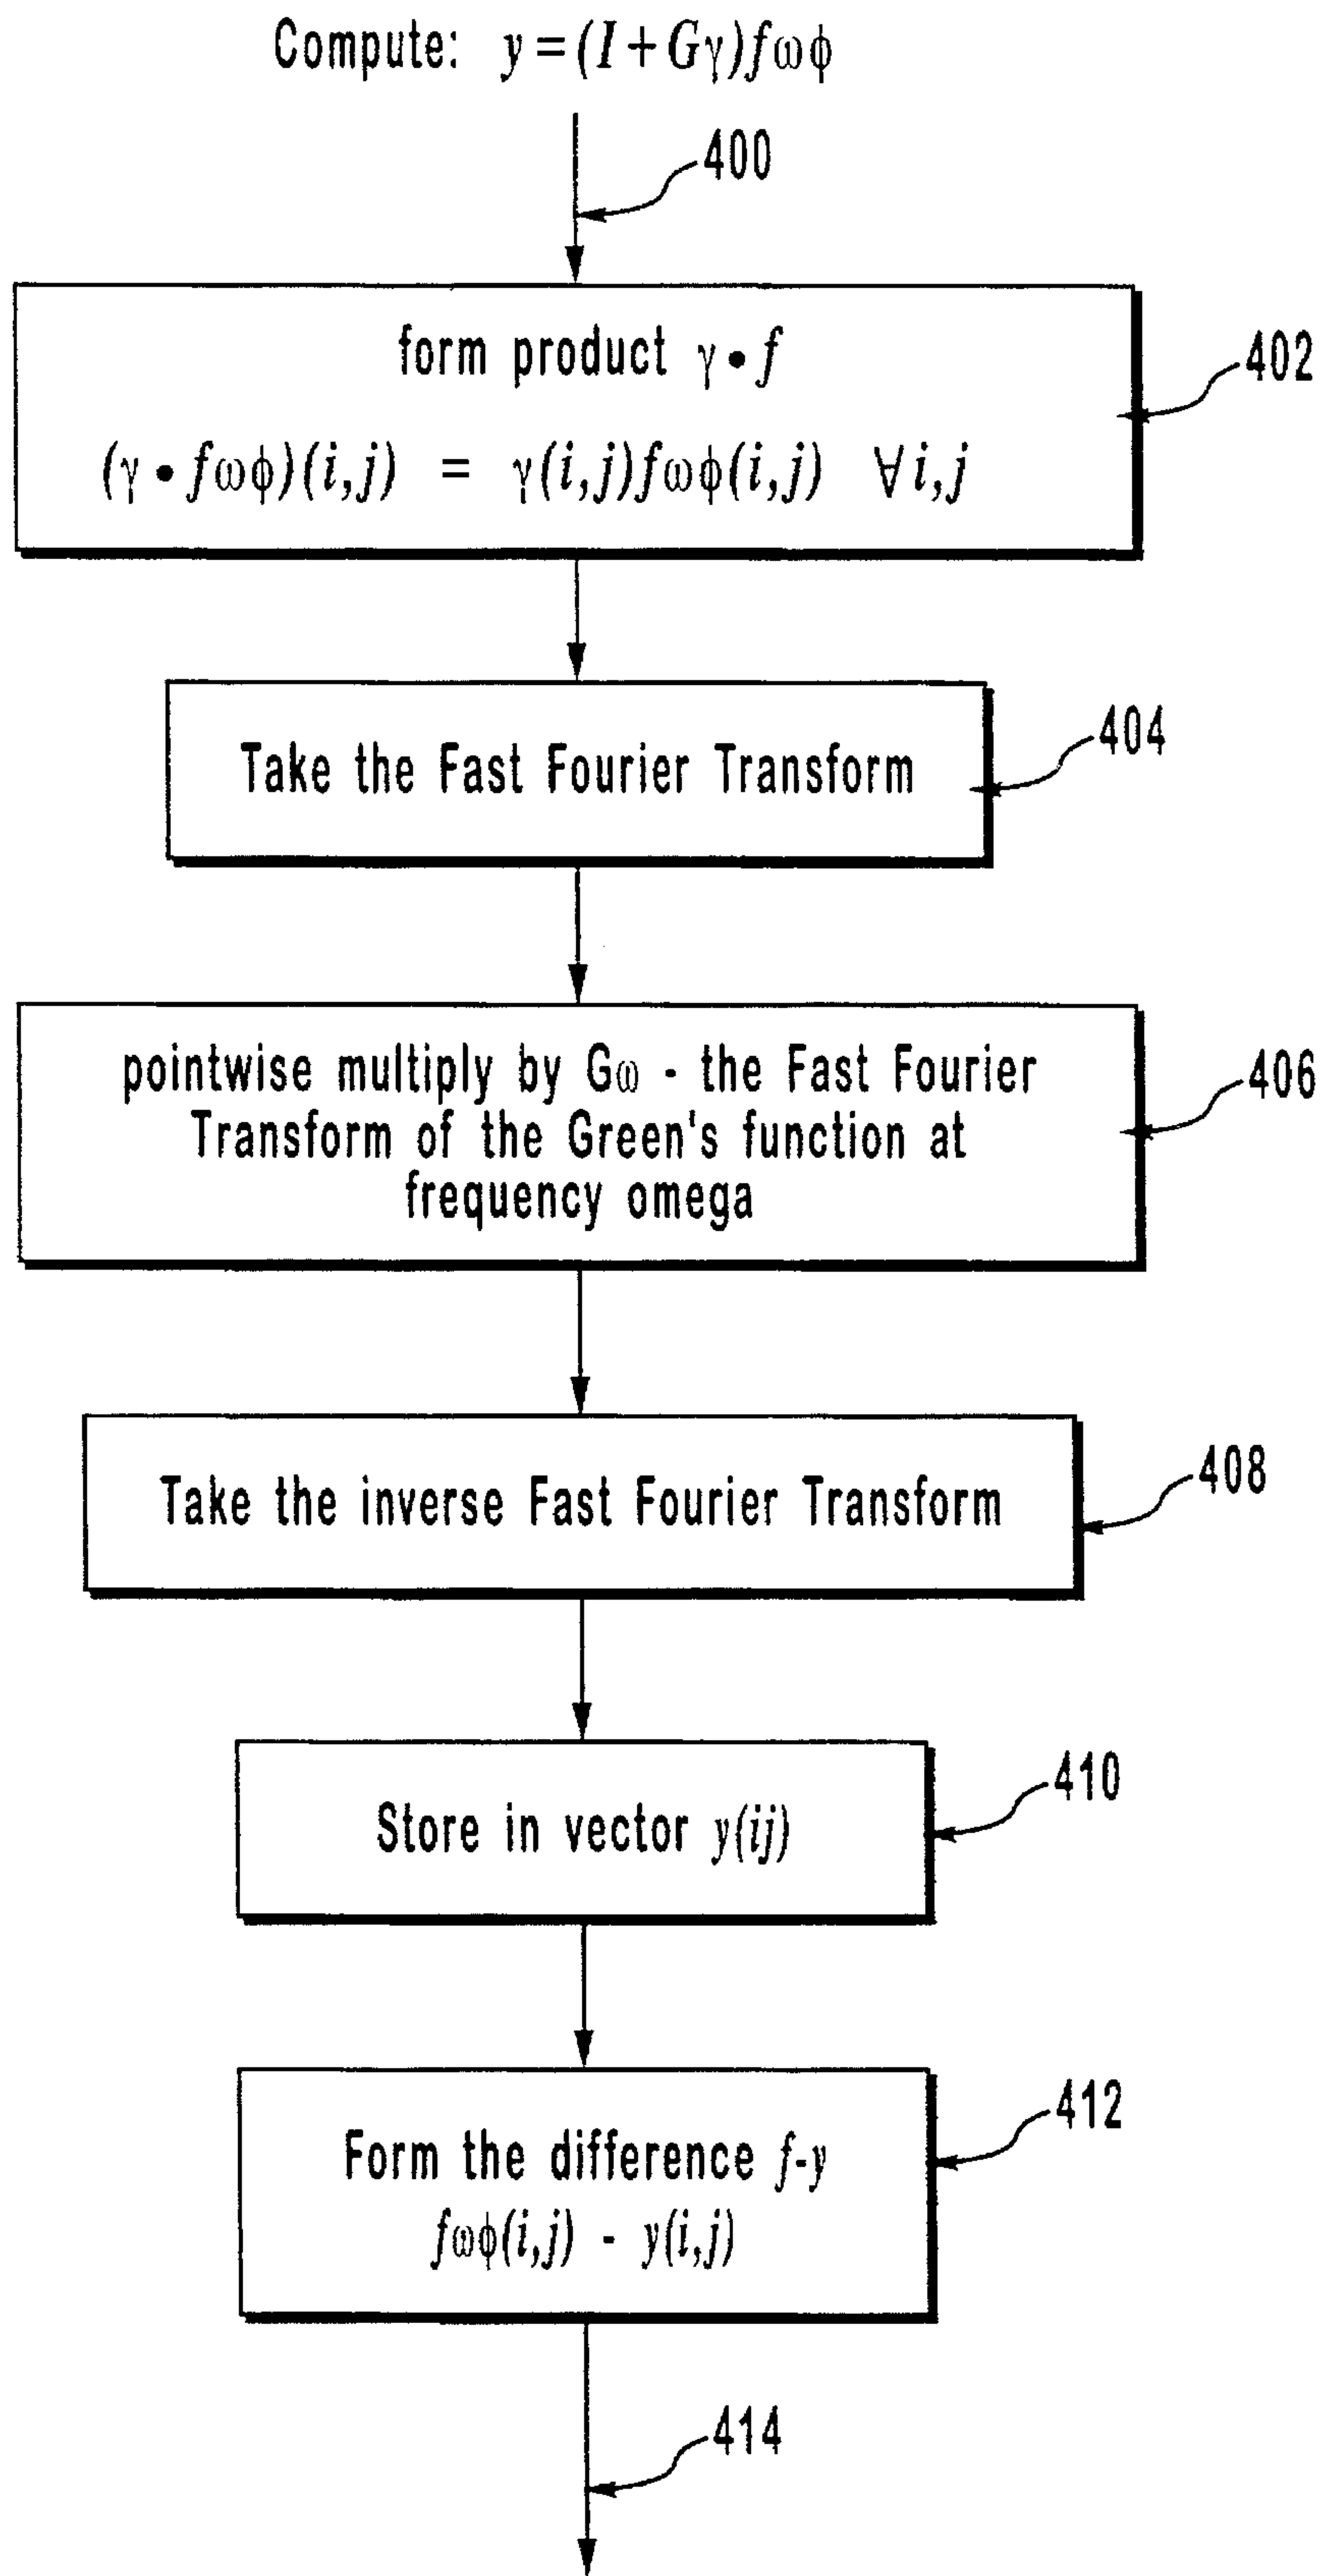 Compute: y = (I + Gγ)fωϕ
400
form product γ • f
402
(γ • fωϕ)(i,j) = γ(i,j)fωϕ(i,j) ∀i,j
Take the Fast Fourier Transform
404
pointwise multiply by Gω - the Fast Fourier
Transform of the Green's function at
frequency omega
406
Take the inverse Fast Fourier Transform
408
Store in vector y(ij)
410
Form the difference f-y
fωϕ(i,j) - y(i,j)
412
414